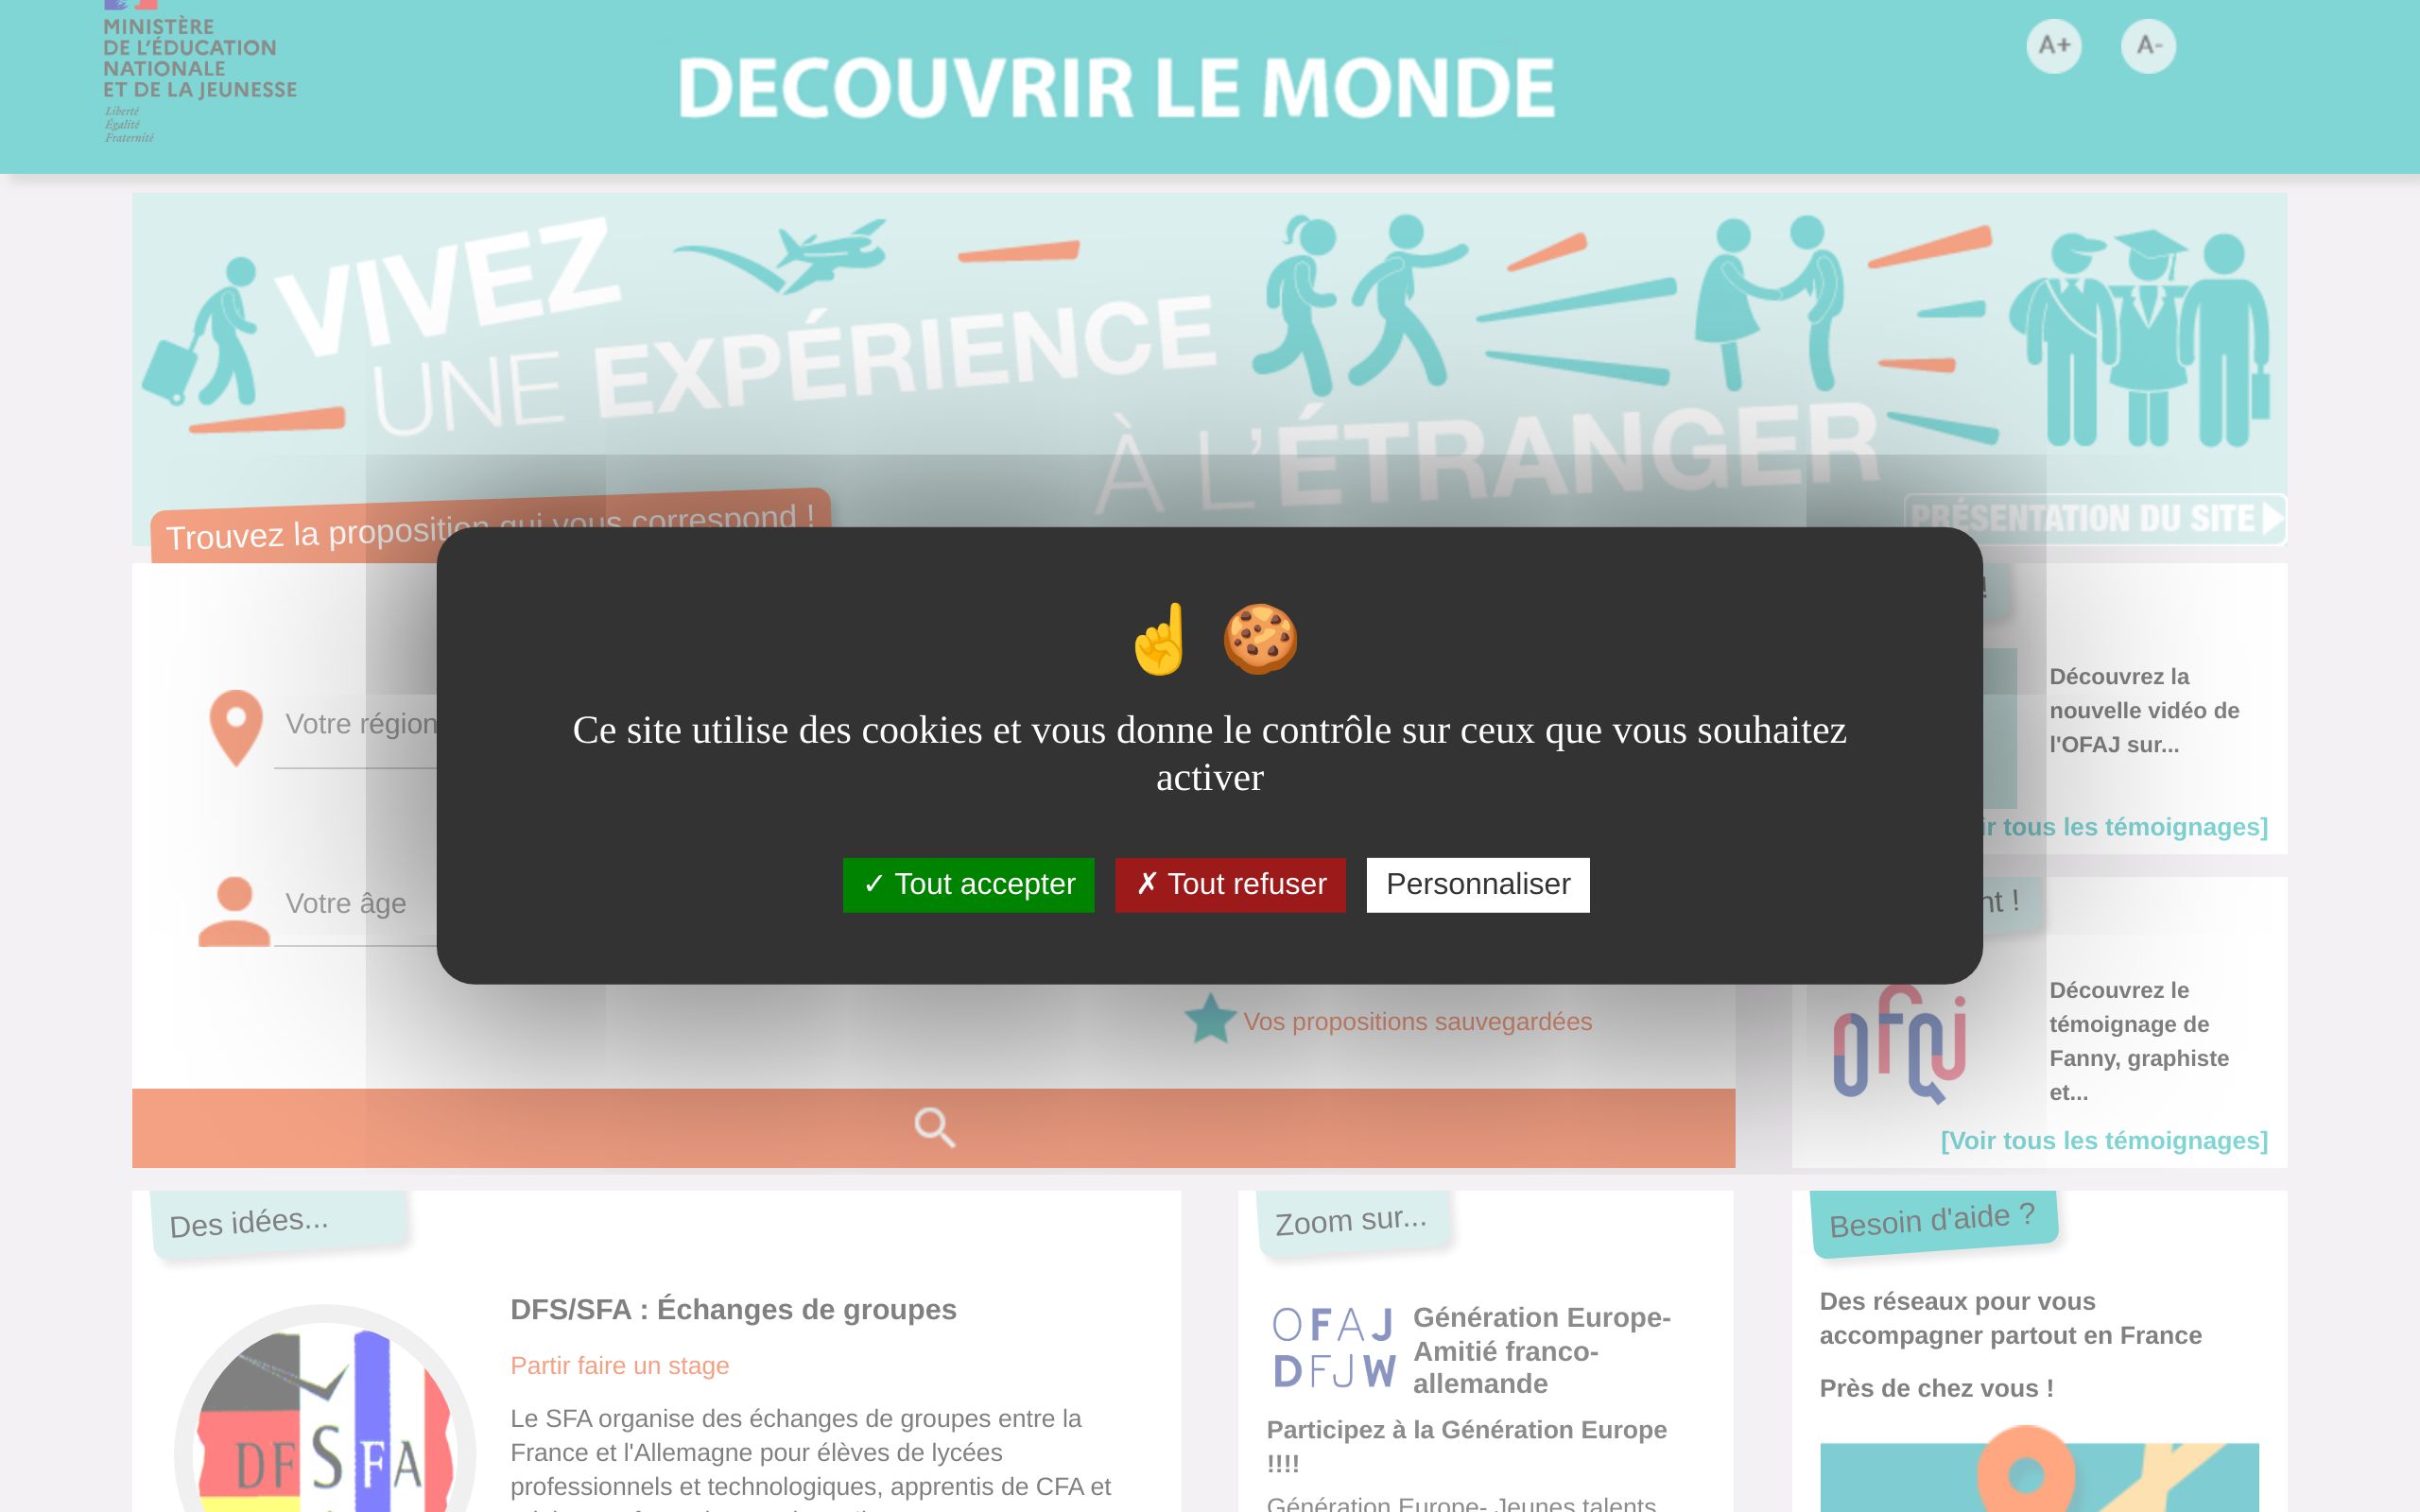 MINISTÈRE
DE L'ÉDUCATION
NATIONALE
ET DE LA JEUNESSE
Liberté
Égalité
Fraternité
DECOUVRIR LE MONDE
A+ A-
VIVEZ
UNE EXPÉRIENCE
À L'ÉTRANGER
PRÉSENTATION DU SITE
Trouvez la proposition qui vous correspond !
☝ 🍪
Ce site utilise des cookies et vous donne le contrôle sur ceux que vous souhaitez
activer
✓ Tout accepter ✗ Tout refuser Personnaliser
Votre région
Votre âge
Vos propositions sauvegardées
!
Découvrez la
nouvelle vidéo de
l'OFAJ sur...
tous les témoignages]
!
ofaj
Découvrez le
témoignage de
Fanny, graphiste
et...
[Voir tous les témoignages]
Des idées...
DFSFA
DFS/SFA : Échanges de groupes
Partir faire un stage
Le SFA organise des échanges de groupes entre la
France et l'Allemagne pour élèves de lycées
professionnels et technologiques, apprentis de CFA et
Zoom sur...
OFAJ
DFJW
Génération Europe-
Amitié franco-
allemande
Participez à la Génération Europe
!!!!
Génération Europe- Jeunes talents
Besoin d'aide ?
Des réseaux pour vous
accompagner partout en France
Près de chez vous !